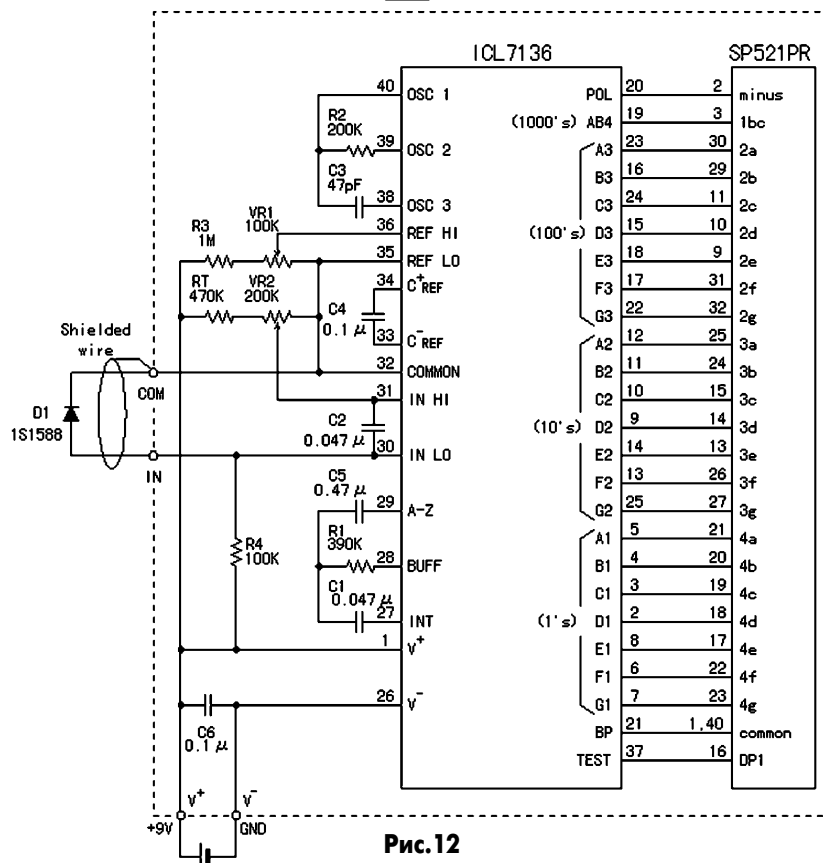 ICL7136
SP521PR
40 OSC 1
R2
200K
39 OSC 2
C3
47pF
38 OSC 3
VR1
100K
36 REF HI
R3
1M
35 REF LO
RT
470K
VR2
200K
34 C+REF
C4
0.1 μ
33 C-REF
Shielded
wire
32 COMMON
COM
31 IN HI
D1
1S1588
C2
0.047 μ
30 IN LO
IN
C5
0.47 μ
29 A-Z
R4
100K
R1
390K
28 BUFF
C1
0.047 μ
27 INT
1 V+
26 V-
C6
0.1 μ
V+
V-
+9V
GND
POL 20 2 minus
(1000's) AB4 19 3 1bc
A3 23 30 2a
B3 16 29 2b
C3 24 11 2c
(100's) D3 15 10 2d
E3 18 9 2e
F3 17 31 2f
G3 22 32 2g
A2 12 25 3a
B2 11 24 3b
C2 10 15 3c
(10's) D2 9 14 3d
E2 14 13 3e
F2 13 26 3f
G2 25 27 3g
A1 5 21 4a
B1 4 20 4b
C1 3 19 4c
(1's) D1 2 18 4d
E1 8 17 4e
F1 6 22 4f
G1 7 23 4g
BP 21 1,40 common
TEST 37 16 DP1
Рис.12